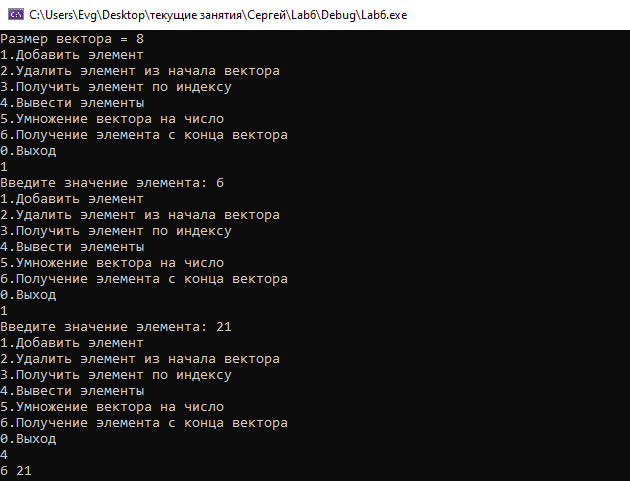 C:\Users\Evg\Desktop\текущие занятия\Сергей\Lab6\Debug\Lab6.exe
Размер вектора = 8
1.Добавить элемент
2.Удалить элемент из начала вектора
3.Получить элемент по индексу
4.Вывести элементы
5.Умножение вектора на число
6.Получение элемента с конца вектора
0.Выход
1
Введите значение элемента: 6
1.Добавить элемент
2.Удалить элемент из начала вектора
3.Получить элемент по индексу
4.Вывести элементы
5.Умножение вектора на число
6.Получение элемента с конца вектора
0.Выход
1
Введите значение элемента: 21
1.Добавить элемент
2.Удалить элемент из начала вектора
3.Получить элемент по индексу
4.Вывести элементы
5.Умножение вектора на число
6.Получение элемента с конца вектора
0.Выход
4
6 21